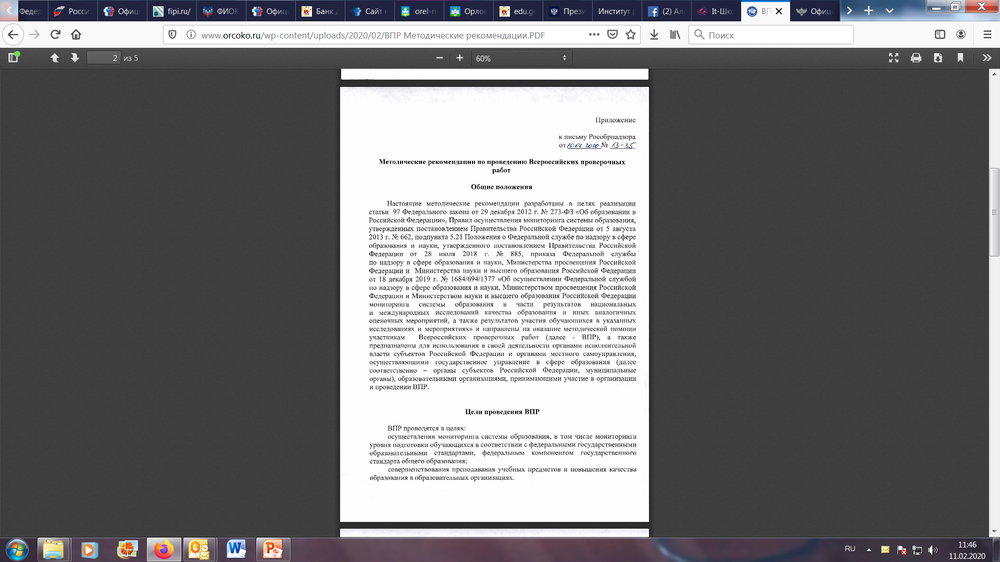 Федер
Росси
Офиц
fipi.ru/
ФИОК
Офиц
Банк д
Сайт н
orel-re
Орлов
edu.go
Прези
Институт р
(2) Ал
It-Шко
ВП
Офиц
www.orcoko.ru/wp-content/uploads/2020/02/ВПР Методические рекомендации.PDF
Поиск
2 из 5
60%
Приложение
к письму Рособрнадзора
от 10.02.2020 № 13-35
Методические рекомендации по проведению Всероссийских проверочных
работ
Общие положения
Настоящие методические рекомендации разработаны в целях реализации
статьи 97 Федерального закона от 29 декабря 2012 г. № 273-ФЗ «Об образовании в
Российской Федерации», Правил осуществления мониторинга системы образования,
утвержденных постановлением Правительства Российской Федерации от 5 августа
2013 г. № 662, подпункта 5.21 Положения о Федеральной службе по надзору в сфере
образования и науки, утвержденного постановлением Правительства Российской
Федерации от 28 июля 2018 г. № 885, приказа Федеральной службы
по надзору в сфере образования и науки, Министерства просвещения Российской
Федерации и Министерства науки и высшего образования Российской Федерации
от 18 декабря 2019 г. № 1684/694/1377 «Об осуществлении Федеральной службой
по надзору в сфере образования и науки, Министерством просвещения Российской
Федерации и Министерством науки и высшего образования Российской Федерации
мониторинга системы образования в части результатов национальных
и международных исследований качества образования и иных аналогичных
оценочных мероприятий, а также результатов участия обучающихся в указанных
исследованиях и мероприятиях» и направлены на оказание методической помощи
участникам Всероссийских проверочных работ (далее - ВПР), а также
предназначены для использования в своей деятельности органами исполнительной
власти субъектов Российской Федерации и органами местного самоуправления,
осуществляющими государственное управление в сфере образования (далее
соответственно – органы субъектов Российской Федерации, муниципальные
органы), образовательными организациями, принимающими участие в организации
и проведении ВПР.
Цели проведения ВПР
ВПР проводятся в целях:
осуществления мониторинга системы образования, в том числе мониторинга
уровня подготовки обучающихся в соответствии с федеральными государственными
образовательными стандартами, федеральным компонентом государственного
стандарта общего образования;
совершенствования преподавания учебных предметов и повышения качества
образования в образовательных организациях.
RU
11:46
11.02.2020